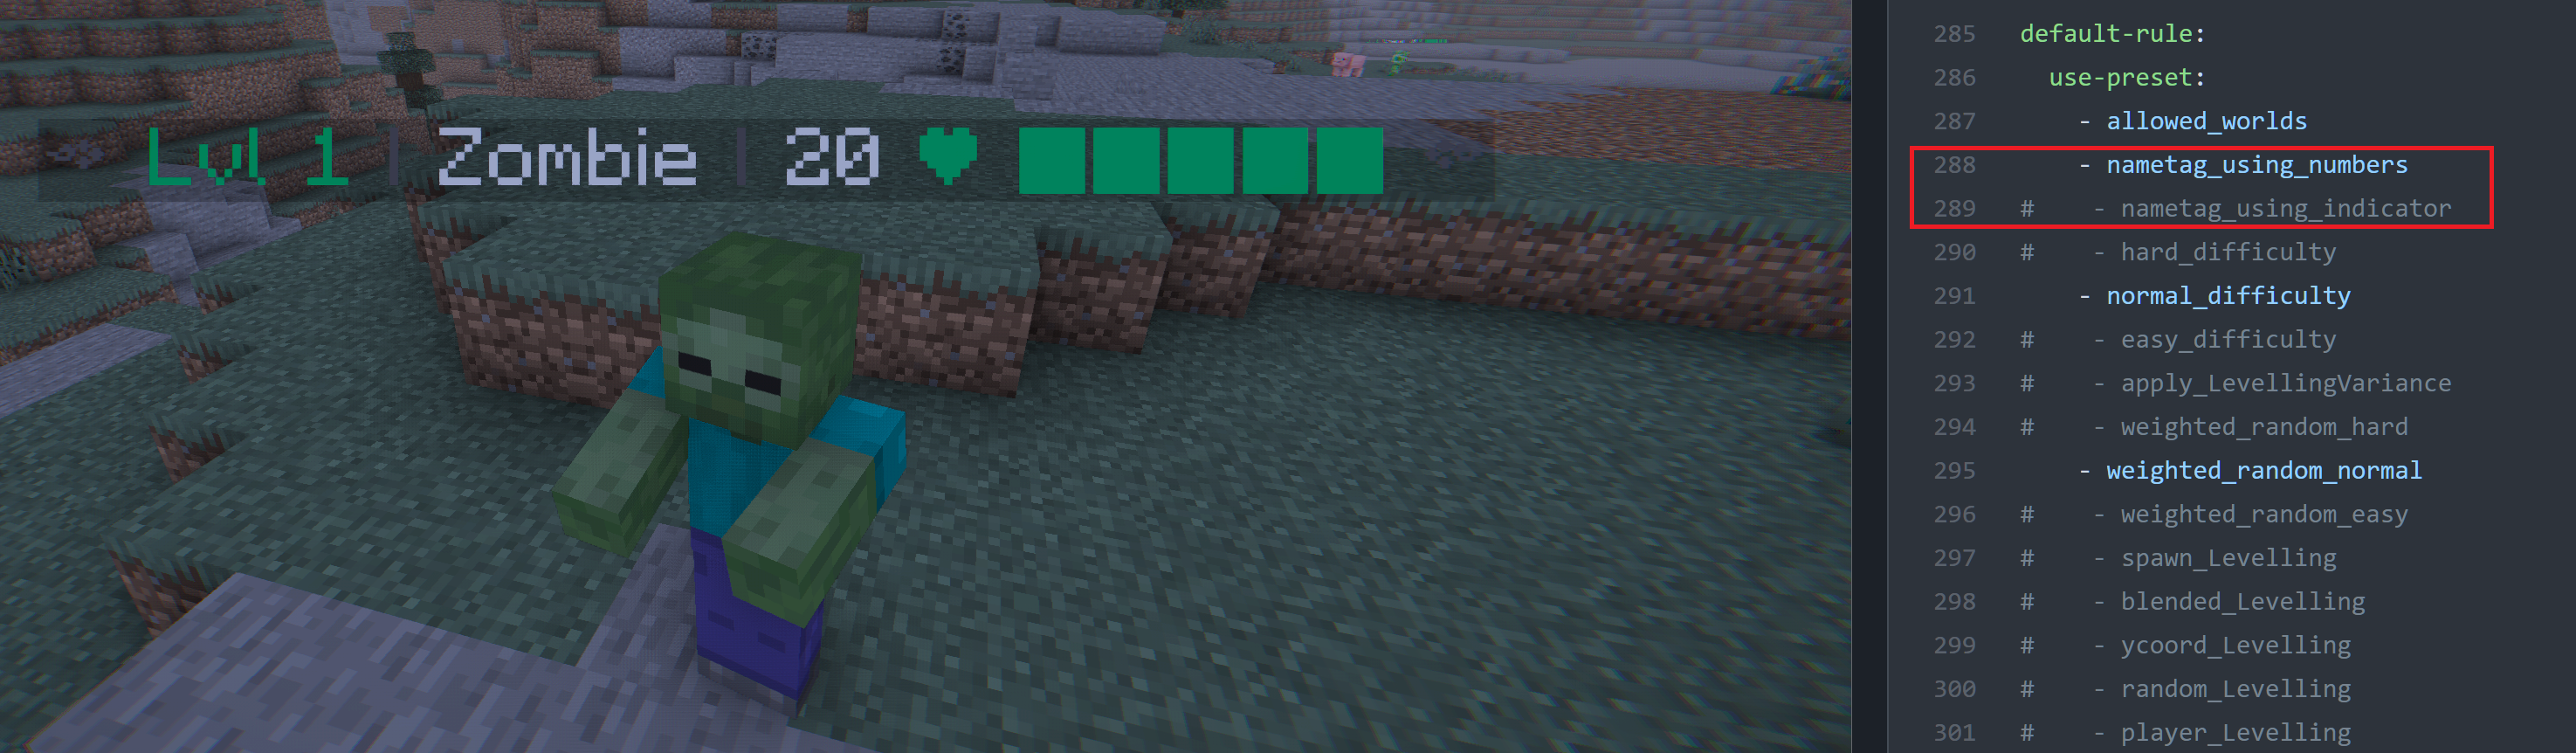 Lvl 1 | Zombie | 20 ♥
285 default-rule:
286 use-preset:
287 - allowed_worlds
288 - nametag_using_numbers
289 # - nametag_using_indicator
290 # - hard_difficulty
291 - normal_difficulty
292 # - easy_difficulty
293 # - apply_LevellingVariance
294 # - weighted_random_hard
295 - weighted_random_normal
296 # - weighted_random_easy
297 # - spawn_Levelling
298 # - blended_Levelling
299 # - ycoord_Levelling
300 # - random_Levelling
301 # - player_Levelling